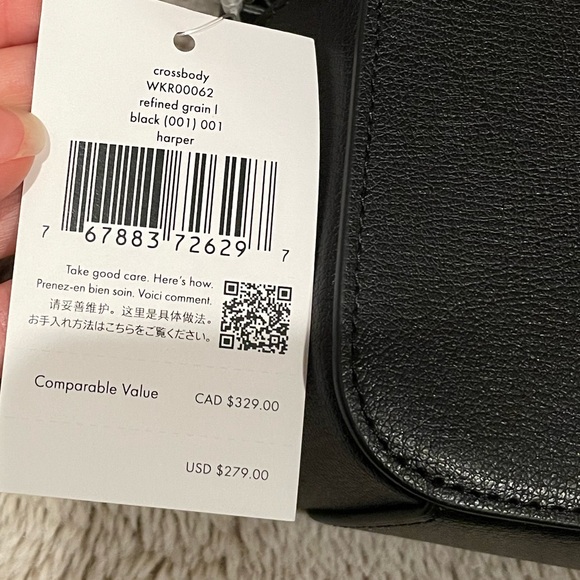 crossbody
WKR00062
refined grain l
black (001) 001
harper
7 67883 72629 7
Take good care. Here's how.
Prenez-en bien soin. Voici comment.
请妥善维护。这里是具体做法。
お手入れ方法はこちらをご覧ください。
Comparable Value CAD $329.00
USD $279.00